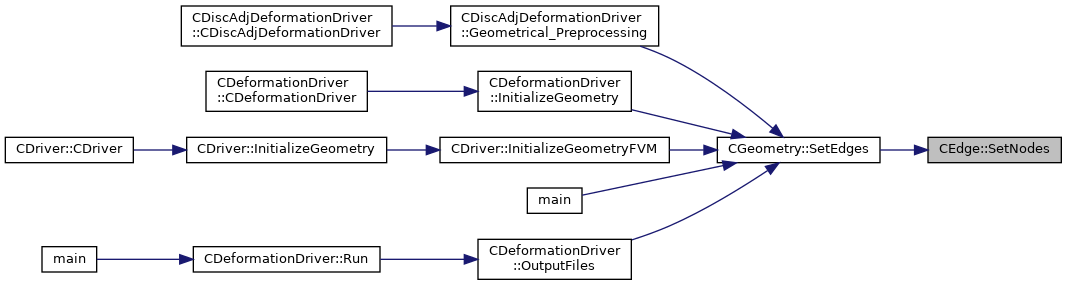 CDiscAdjDeformationDriver
::CDiscAdjDeformationDriver
CDiscAdjDeformationDriver
::Geometrical_Preprocessing
CDeformationDriver
::CDeformationDriver
CDeformationDriver
::InitializeGeometry
CDriver::CDriver
CDriver::InitializeGeometry
CDriver::InitializeGeometryFVM
CGeometry::SetEdges
CEdge::SetNodes
main
main
CDeformationDriver::Run
CDeformationDriver
::OutputFiles